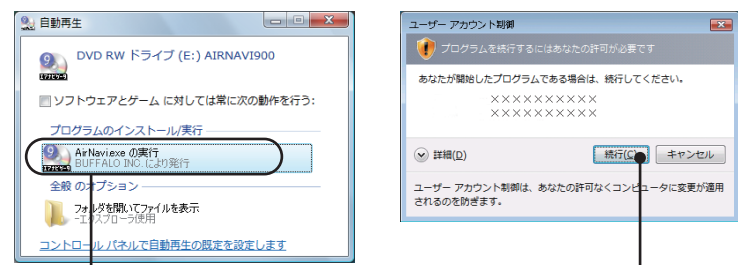 自動再生
DVD RW ドライブ (E:) AIRNAVI900
ソフトウェアとゲーム に対しては常に次の動作を行う:
プログラムのインストール/実行
AirNavi.exe の実行
BUFFALO INC. により発行
全般 のオプション
フォルダを開いてファイルを表示
-エクスプローラ使用
コントロール パネルで自動再生の既定を設定します
ユーザー アカウント制御
プログラムを続行するにはあなたの許可が必要です
あなたが開始したプログラムである場合は、続行してください。
××××××××××
××××××××××
詳細(D)
続行(C)
キャンセル
ユーザー アカウント制御は、あなたの許可なくコンピュータに変更が適用
されるのを防ぎます。